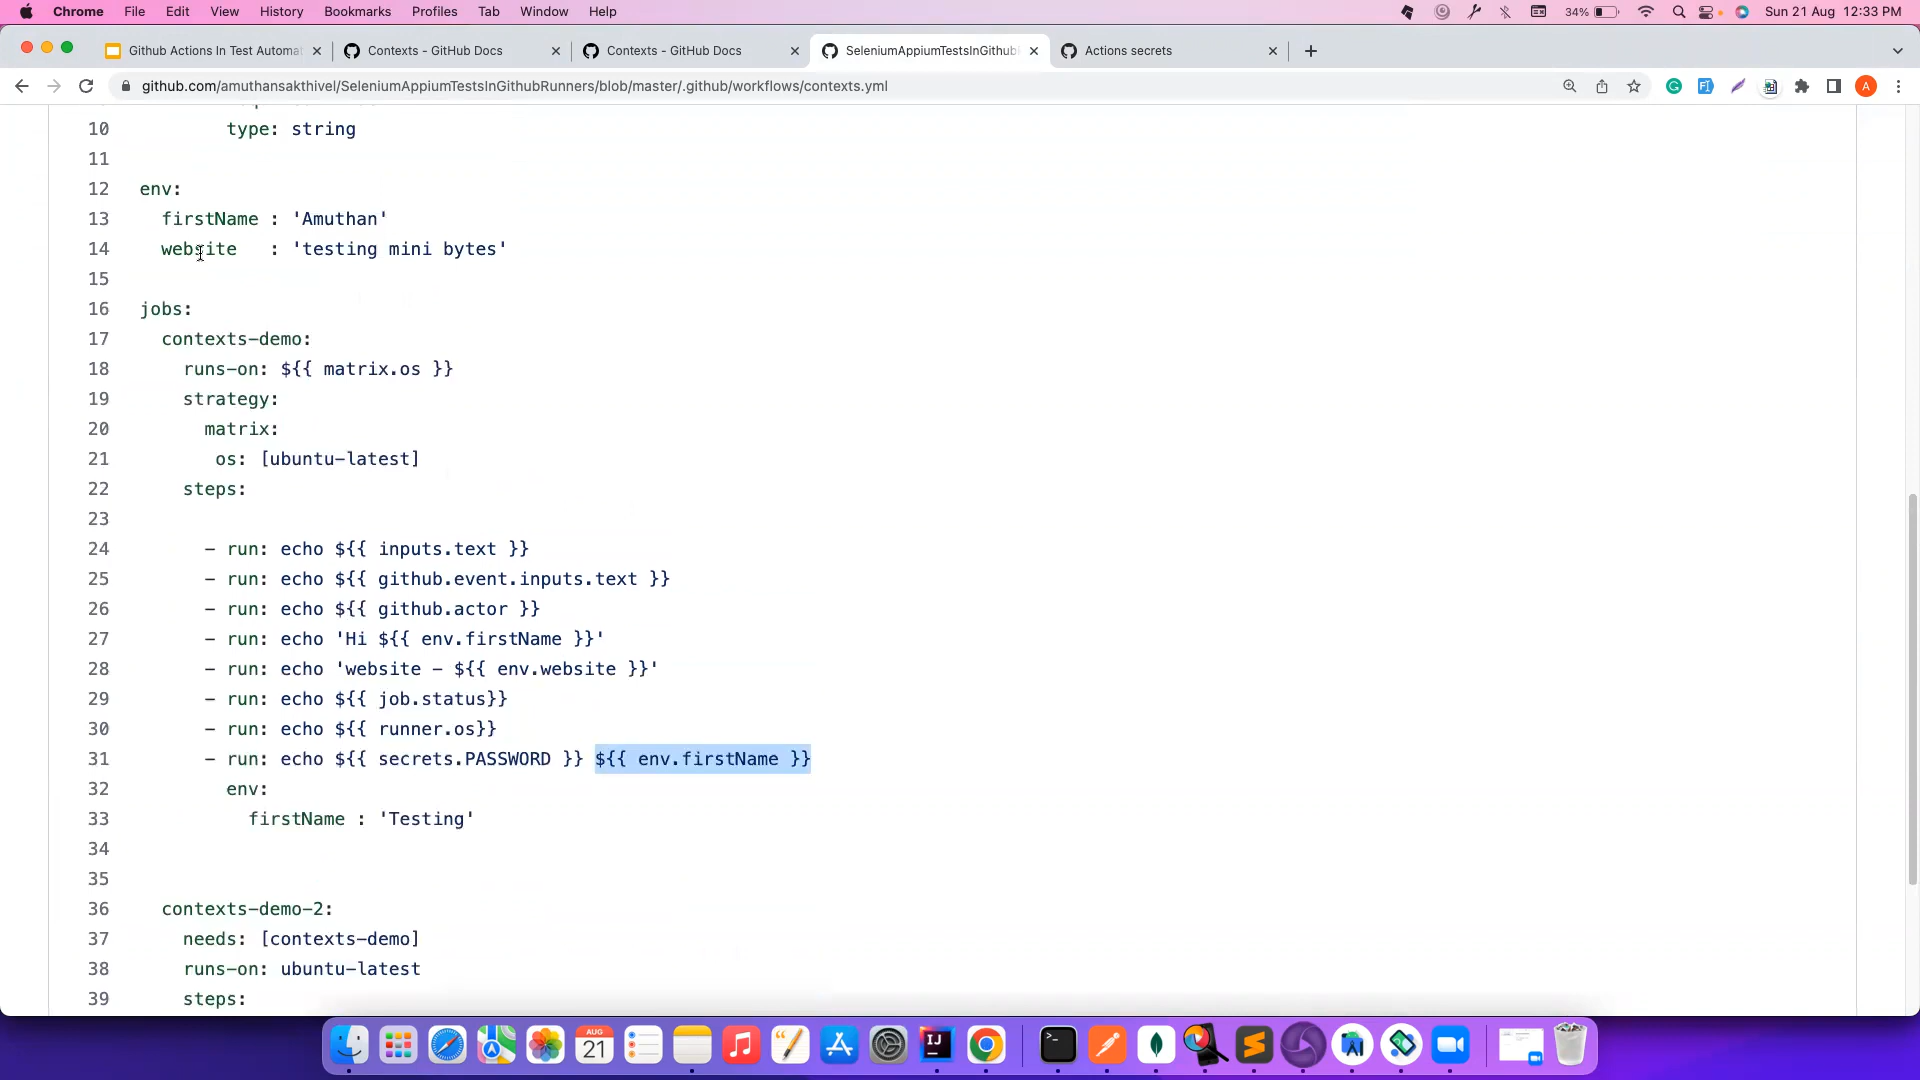 Chrome File Edit View History Bookmarks Profiles Tab Window Help 34% Sun 21 Aug 12:33 PM
Github Actions In Test Automa Contexts - GitHub Docs Contexts - GitHub Docs SeleniumAppiumTestsInGithubl Actions secrets
github.com/amuthansakthivel/SeleniumAppiumTestsInGithubRunners/blob/master/.github/workflows/contexts.yml A
10 type: string
11
12 env:
13 firstName : 'Amuthan'
14 website : 'testing mini bytes'
15
16 jobs:
17 contexts-demo:
18 runs-on: ${{ matrix.os }}
19 strategy:
20 matrix:
21 os: [ubuntu-latest]
22 steps:
23
24 - run: echo ${{ inputs.text }}
25 - run: echo ${{ github.event.inputs.text }}
26 - run: echo ${{ github.actor }}
27 - run: echo 'Hi ${{ env.firstName }}'
28 - run: echo 'website - ${{ env.website }}'
29 - run: echo ${{ job.status}}
30 - run: echo ${{ runner.os}}
31 - run: echo ${{ secrets.PASSWORD }} ${{ env.firstName }}
32 env:
33 firstName : 'Testing'
34
35
36 contexts-demo-2:
37 needs: [contexts-demo]
38 runs-on: ubuntu-latest
39 steps:
AUG
21